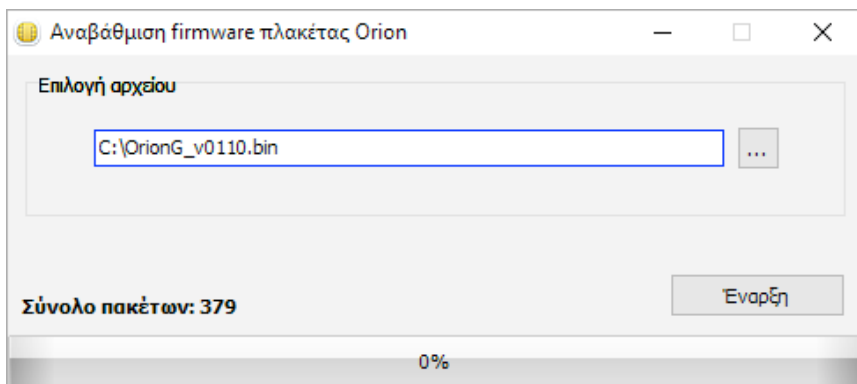 Αναβάθμιση firmware πλακέτας Orion
Επιλογή αρχείου
C:\OrionG_v0110.bin
...
Σύνολο πακέτων: 379
Έναρξη
0%